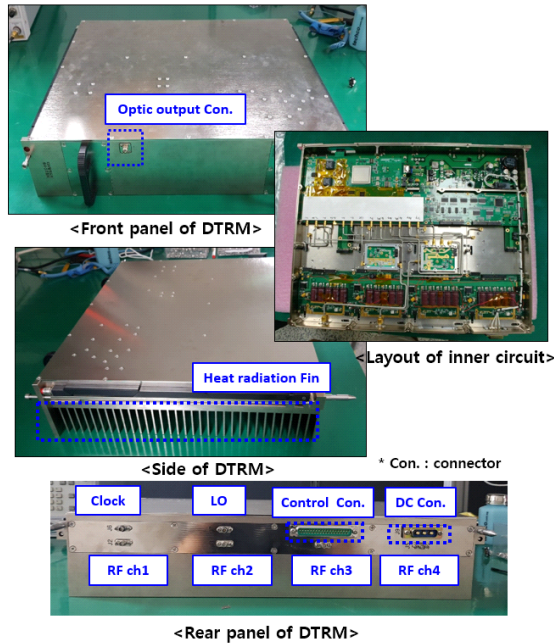 Optic output Con.
<Front panel of DTRM>
<Layout of inner circuit>
Heat radiation Fin
<Side of DTRM>
* Con. : connector
Clock
LO
Control Con.
DC Con.
RF ch1
RF ch2
RF ch3
RF ch4
<Rear panel of DTRM>